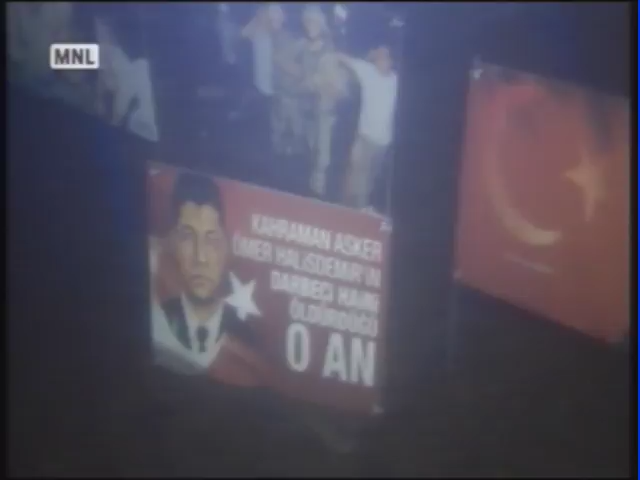 MNL
KAHRAMAN ASKER
ÖMER HALİSDEMİR'İN
DARBECİ HAİNİ
ÖLDÜRDÜĞÜ
O AN